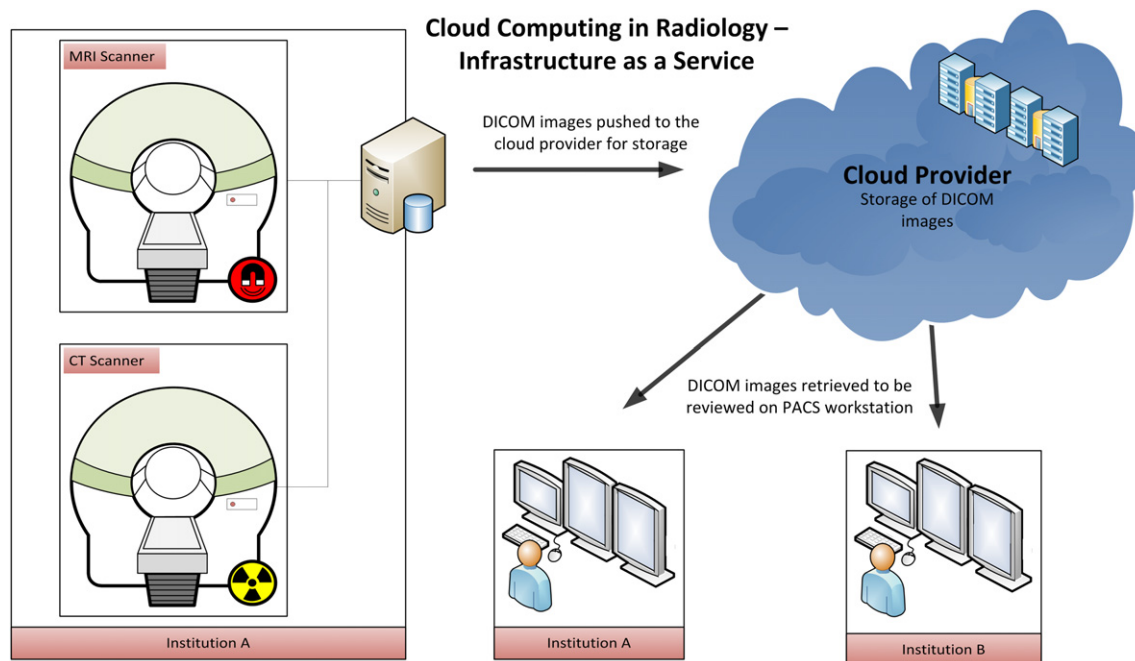 Cloud Computing in Radiology –
Infrastructure as a Service
MRI Scanner
DICOM images pushed to the
cloud provider for storage
Cloud Provider
Storage of DICOM
images
CT Scanner
DICOM images retrieved to be
reviewed on PACS workstation
Institution A
Institution A
Institution B